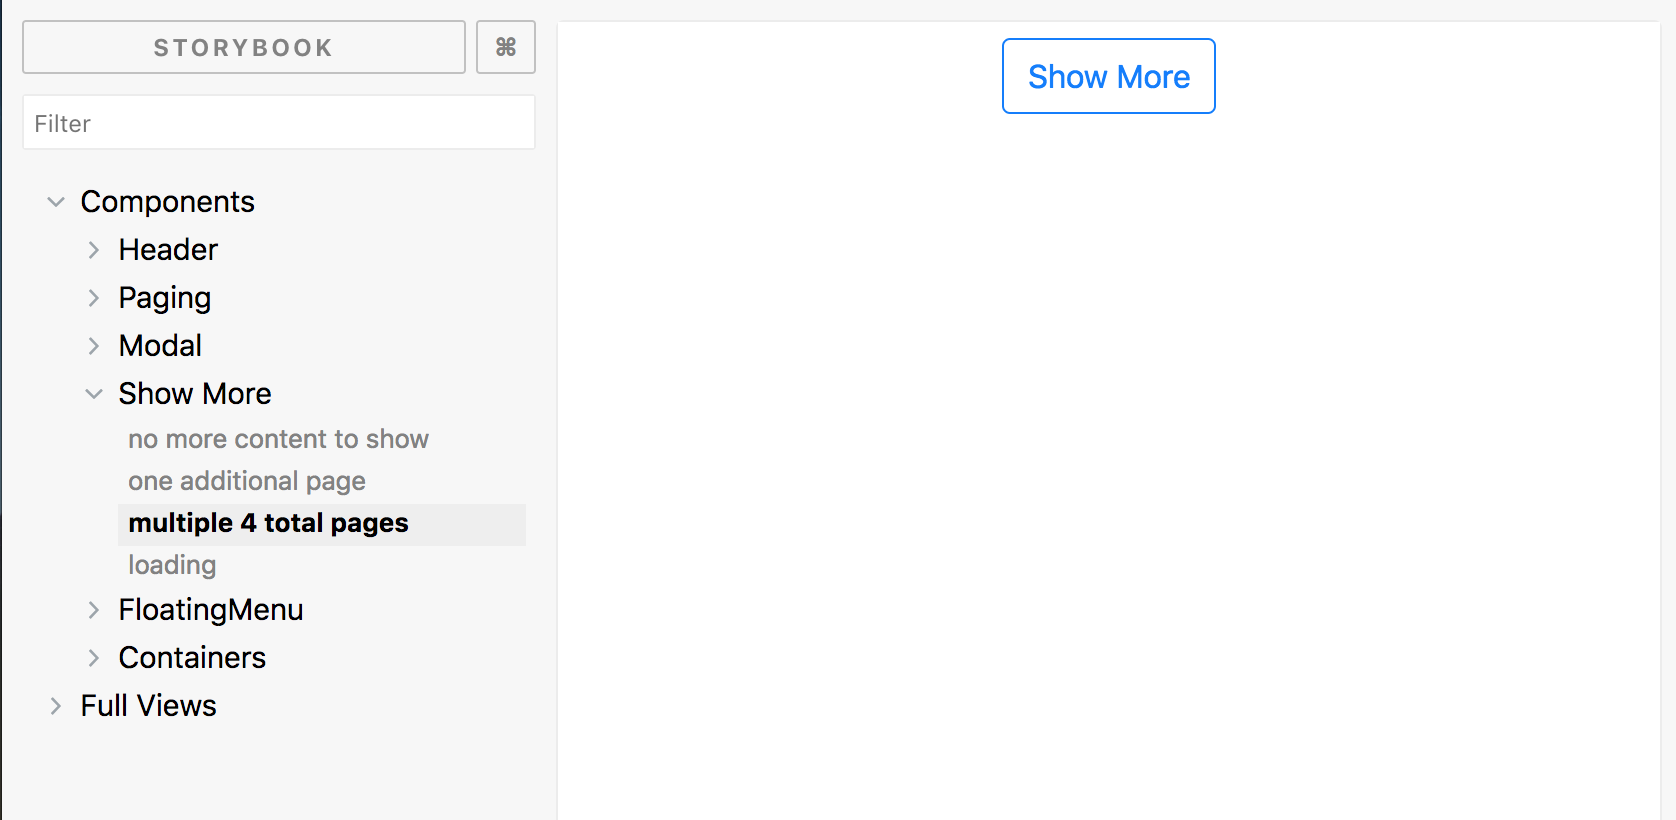 STORYBOOK ⌘
Filter
Components
Header
Paging
Modal
Show More
no more content to show
one additional page
multiple 4 total pages
loading
FloatingMenu
Containers
Full Views
Show More